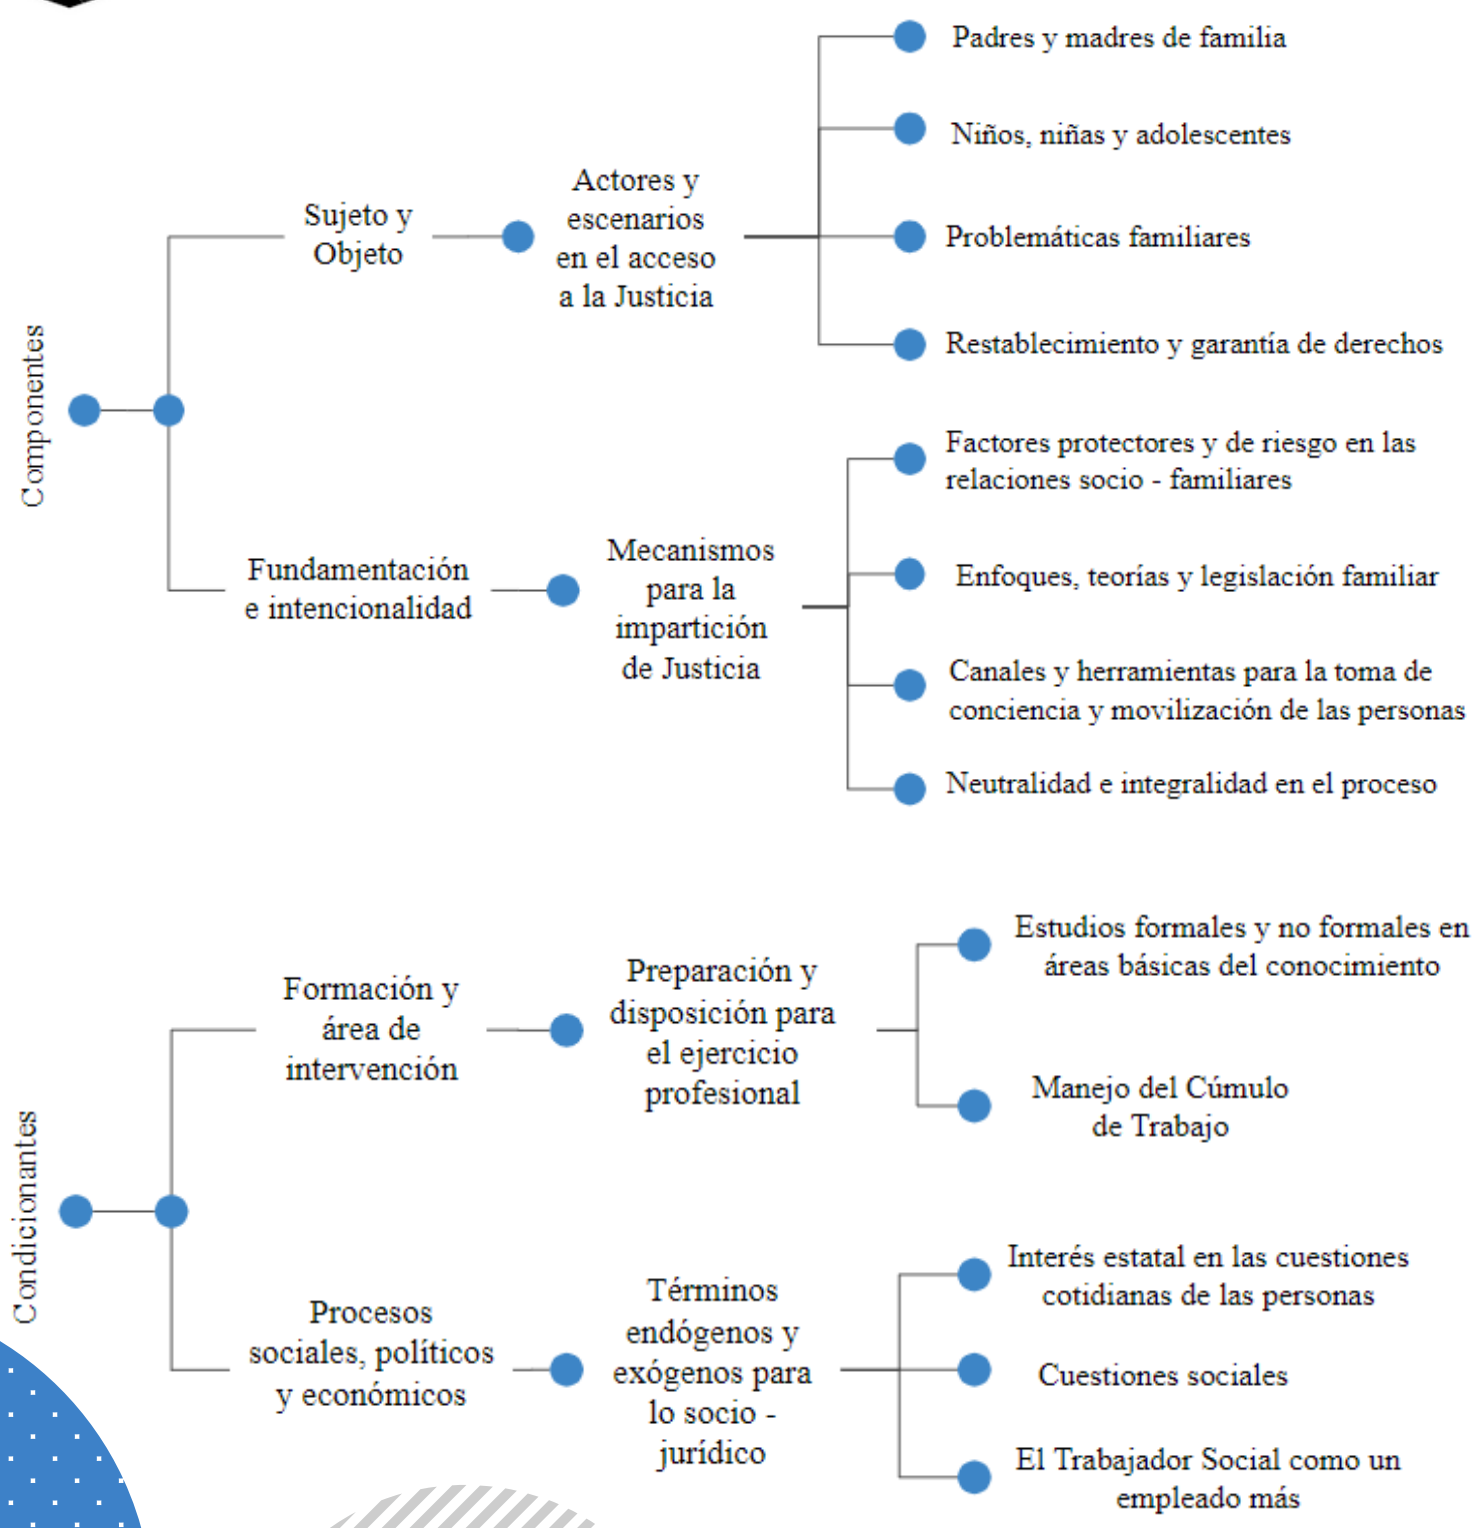 Componentes
Sujeto y
Objeto
Actores y
escenarios
en el acceso
a la Justicia
Padres y madres de familia
Niños, niñas y adolescentes
Problemáticas familiares
Restablecimiento y garantía de derechos
Fundamentación
e intencionalidad
Mecanismos
para la
impartición
de Justicia
Factores protectores y de riesgo en las
relaciones socio - familiares
Enfoques, teorías y legislación familiar
Canales y herramientas para la toma de
conciencia y movilización de las personas
Neutralidad e integralidad en el proceso
Condicionantes
Formación y
área de
intervención
Preparación y
disposición para
el ejercicio
profesional
Estudios formales y no formales en
áreas básicas del conocimiento
Manejo del Cúmulo
de Trabajo
Procesos
sociales, políticos
y económicos
Términos
endógenos y
exógenos para
lo socio -
jurídico
Interés estatal en las cuestiones
cotidianas de las personas
Cuestiones sociales
El Trabajador Social como un
empleado más